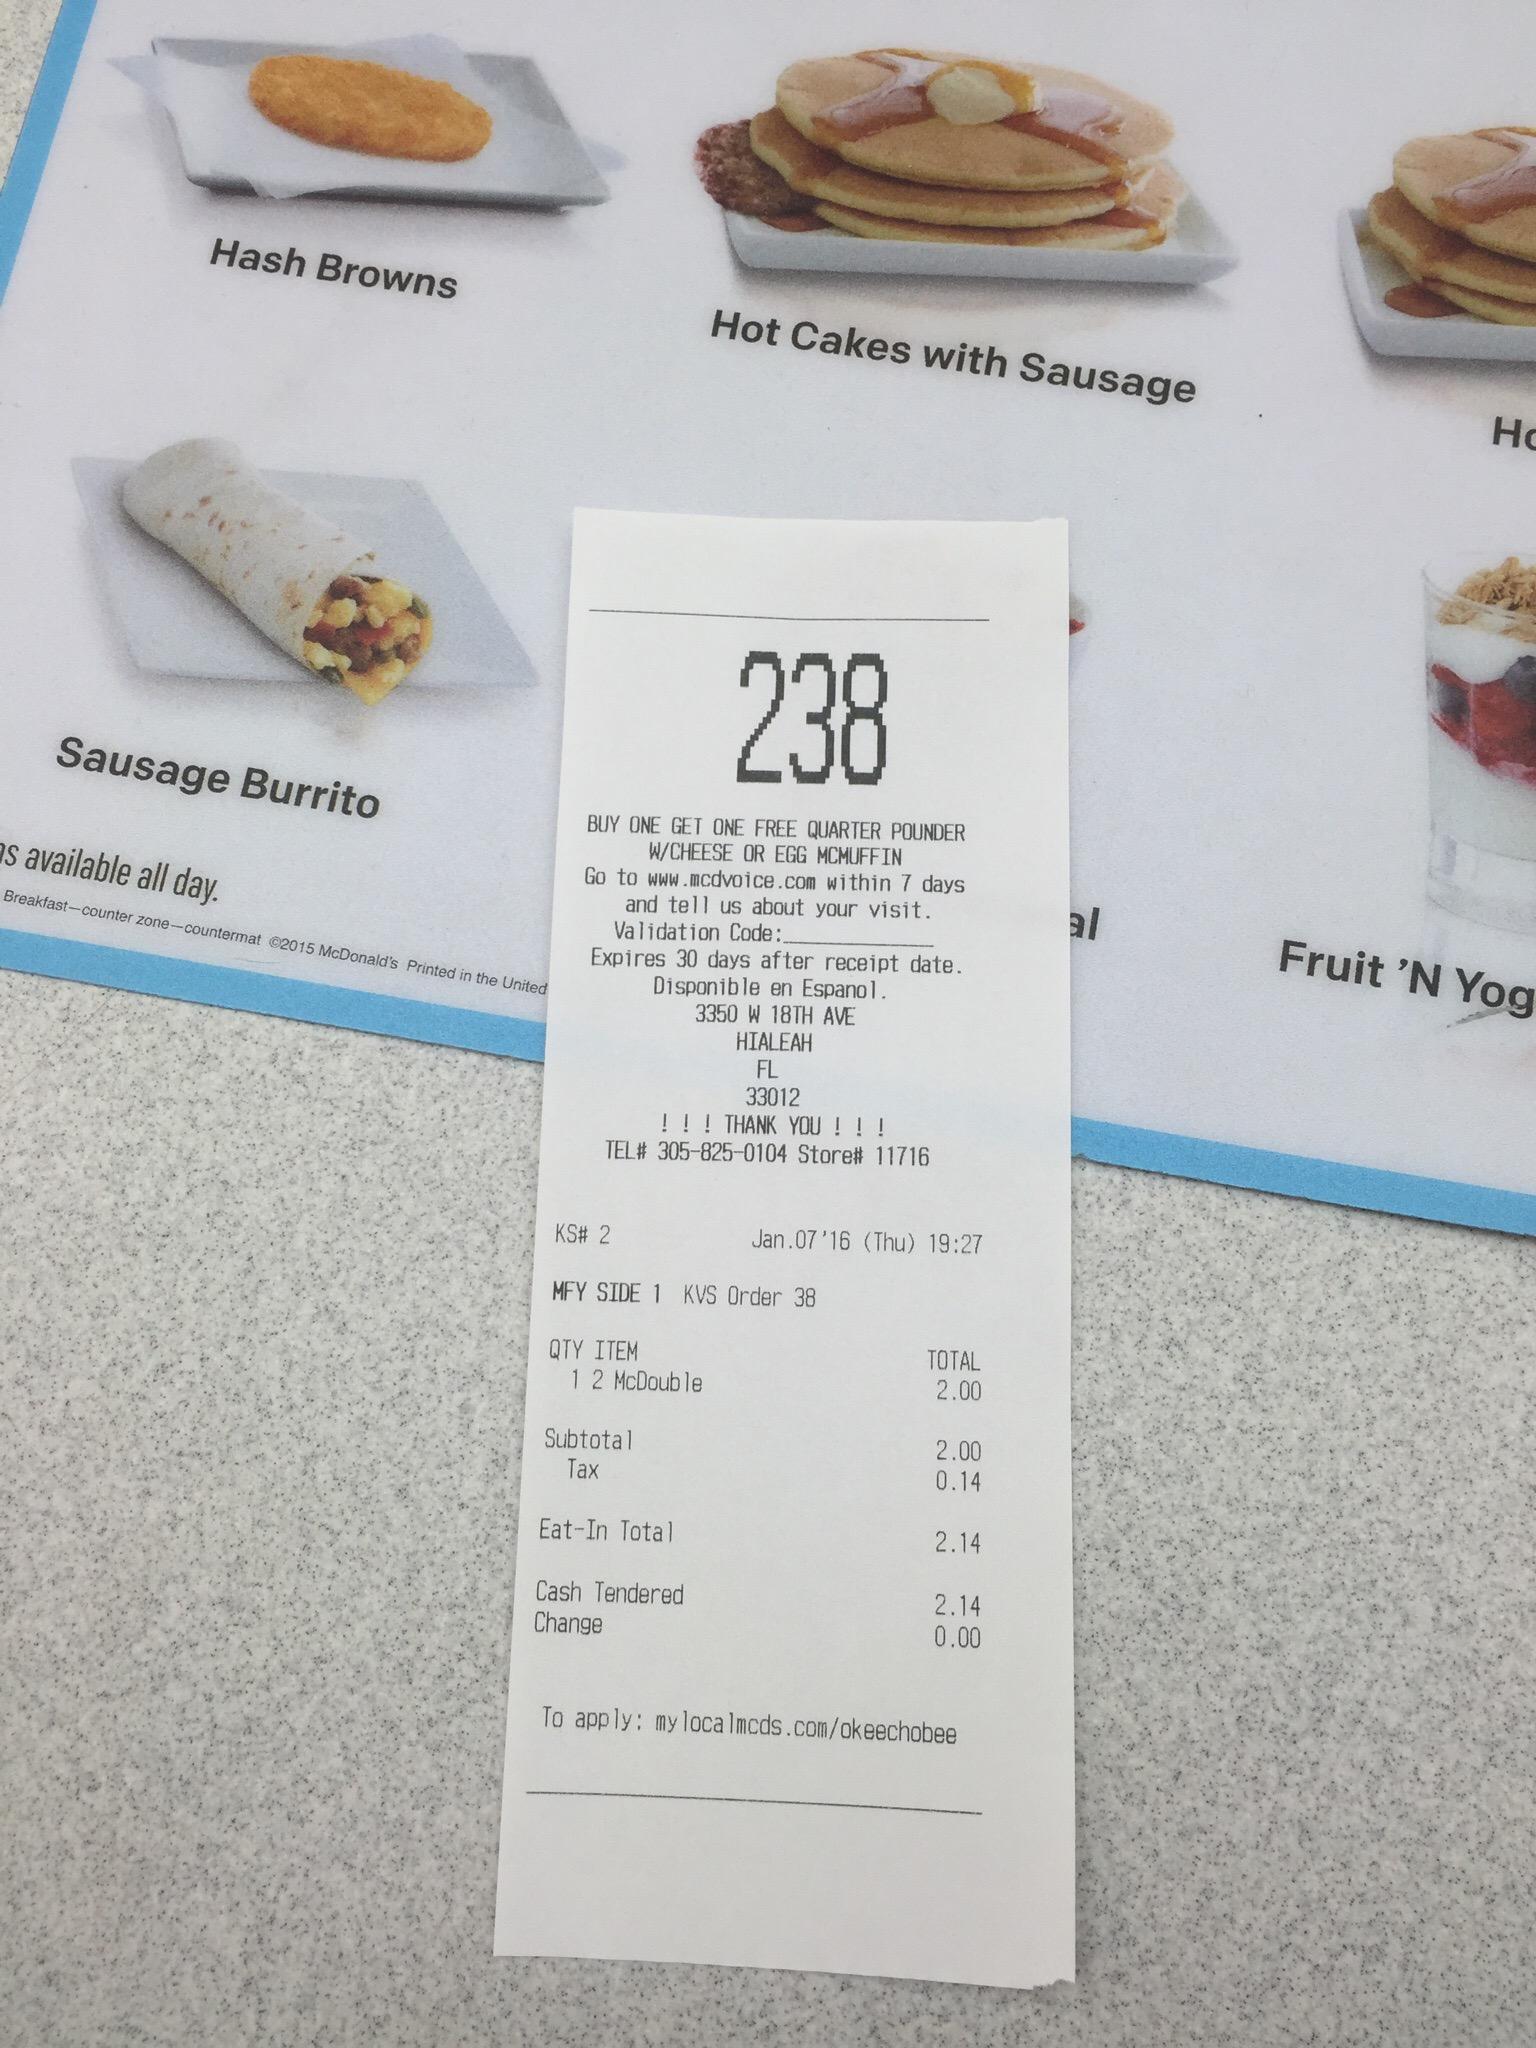 Hash Browns
Hot Cakes with Sausage
Sausage Burrito
available all day.
Breakfast—counter zone—countermat ©2015 McDonald's Printed in the United
Fruit 'N
238
BUY ONE GET ONE FREE QUARTER POUNDER
W/CHEESE OR EGG MCMUFFIN
Go to www.mcdvoice.com within 7 days
and tell us about your visit.
Validation Code:___________
Expires 30 days after receipt date.
Disponible en Espanol.
3350 W 18TH AVE
HIALEAH
FL
33012
! ! ! THANK YOU ! ! !
TEL# 305-825-0104 Store# 11716
KS# 2 Jan.07'16 (Thu) 19:27
MFY SIDE 1 KVS Order 38
QTY ITEM TOTAL
1 2 McDouble 2.00
Subtotal 2.00
Tax 0.14
Eat-In Total 2.14
Cash Tendered 2.14
Change 0.00
To apply: mylocalmcds.com/okeechobee